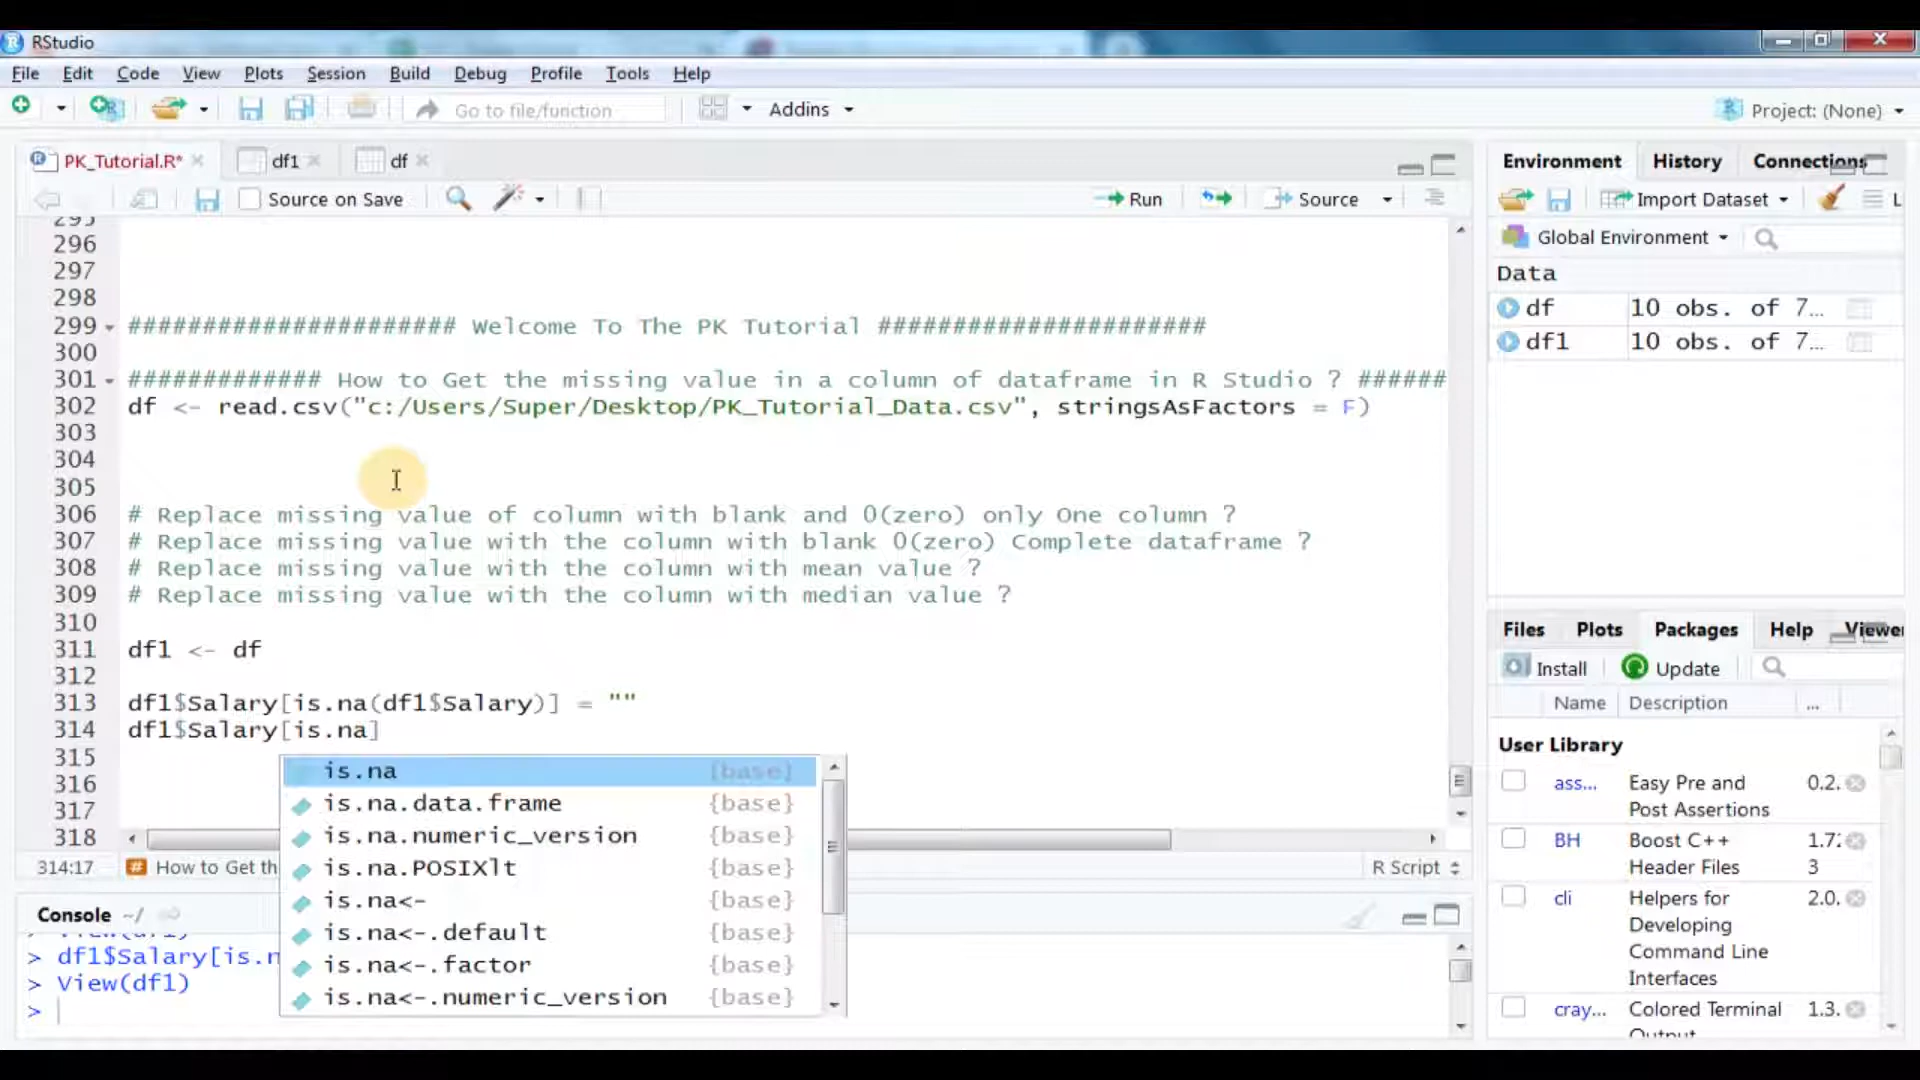 RStudio
File Edit Code View Plots Session Build Debug Profile Tools Help
Go to file/function Addins Project: (None)
PK_Tutorial.R* df1 df
Source on Save Run Source
295
296
297
298
299 ###################### Welcome To The PK Tutorial ######################
300
301 ############# How to Get the missing value in a column of dataframe in R Studio ? ######
302 df <- read.csv("c:/Users/Super/Desktop/PK_Tutorial_Data.csv", stringsAsFactors = F)
303
304
305
306 # Replace missing value of column with blank and 0(zero) only One column ?
307 # Replace missing value with the column with blank 0(zero) Complete dataframe ?
308 # Replace missing value with the column with mean value ?
309 # Replace missing value with the column with median value ?
310
311 df1 <- df
312
313 df1$Salary[is.na(df1$Salary)] = ""
314 df1$Salary[is.na]
315
316
317
318
is.na {base}
is.na.data.frame {base}
is.na.numeric_version {base}
is.na.POSIXlt {base}
is.na<- {base}
is.na<-.default {base}
is.na<-.factor {base}
is.na<-.numeric_version {base}
314:17 # How to Get th R Script
Console ~/
> View(df1)
> df1$Salary[is.n
> View(df1)
>
Environment History Connections
Import Dataset L
Global Environment
Data
df 10 obs. of 7...
df1 10 obs. of 7...
Files Plots Packages Help Viewer
Install Update
Name Description ...
User Library
ass... Easy Pre and Post Assertions 0.2.
BH Boost C++ Header Files 1.7: 3
cli Helpers for Developing Command Line Interfaces 2.0.
cray... Colored Terminal Output 1.3.